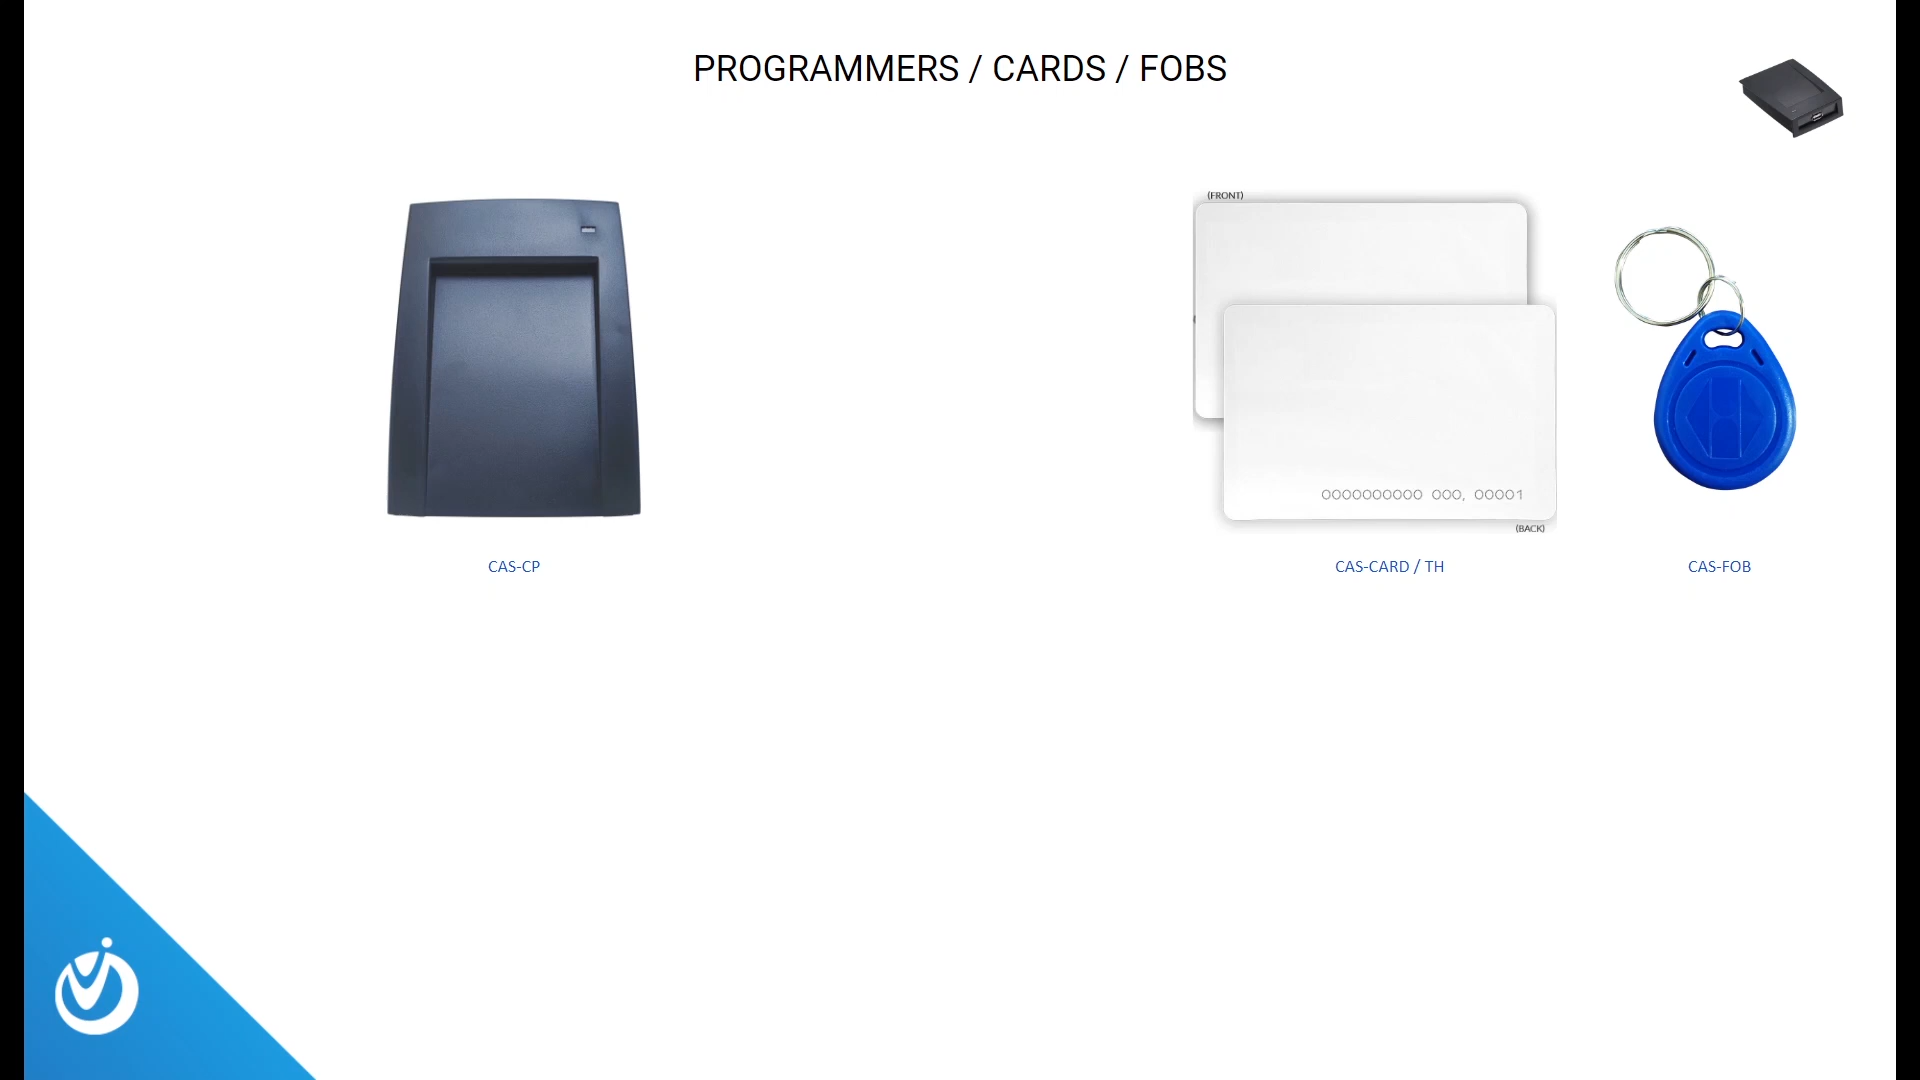 PROGRAMMERS / CARDS / FOBS
(FRONT)
0000000000 000, 00001
(BACK)
CAS-CP
CAS-CARD / TH
CAS-FOB